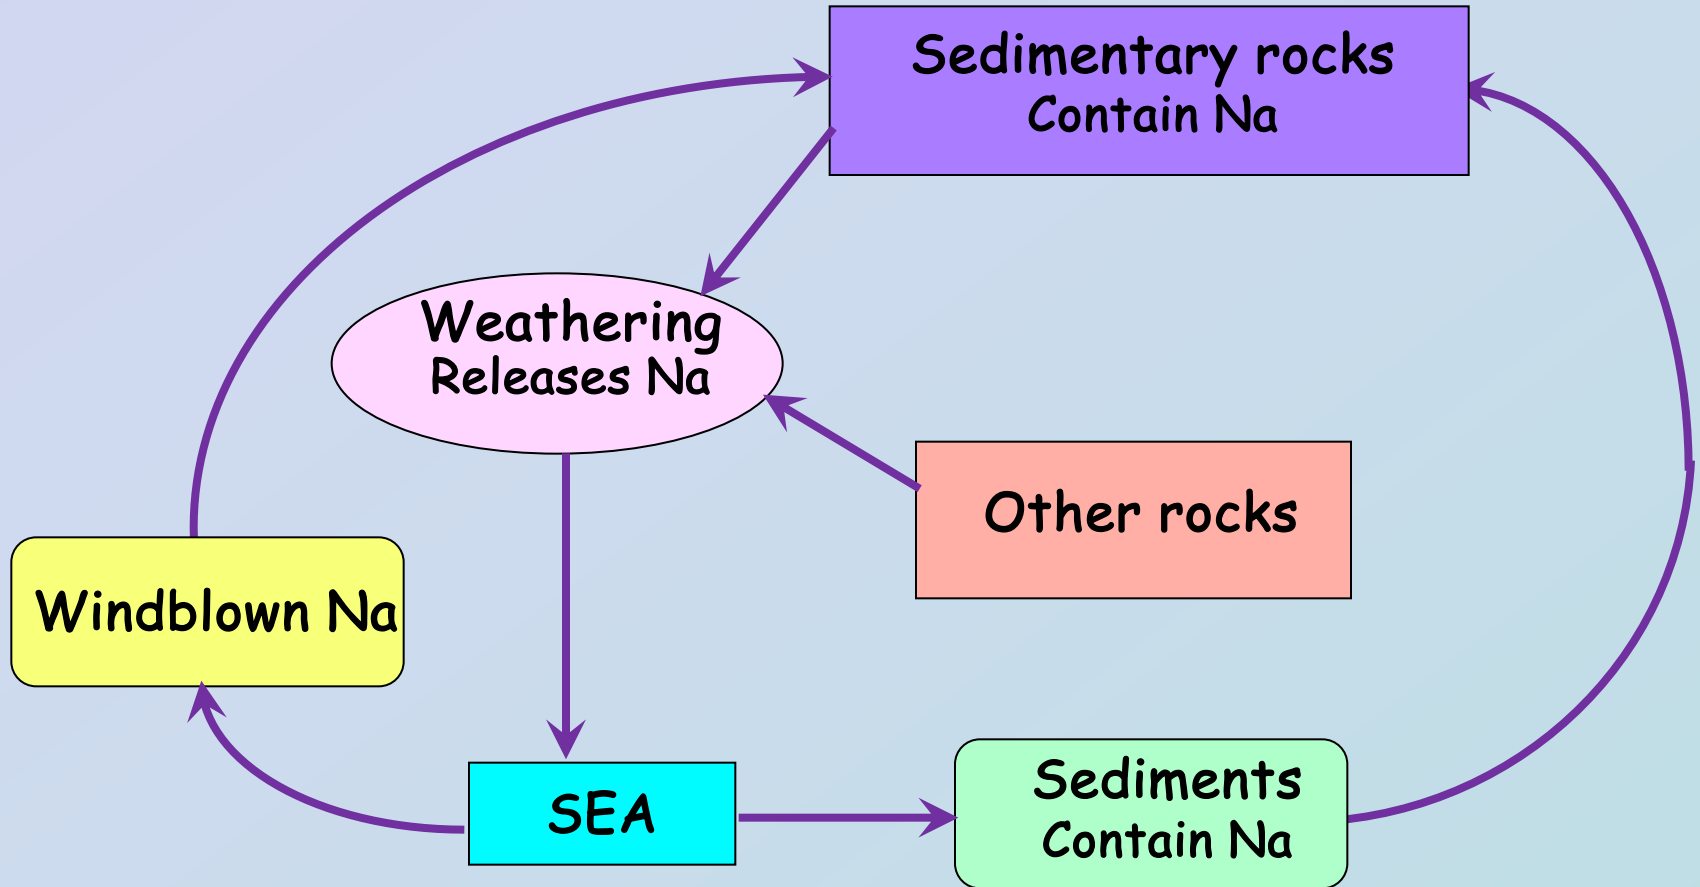 Sedimentary rocks
Contain Na
Weathering
Releases Na
Other rocks
Windblown Na
SEA
Sediments
Contain Na